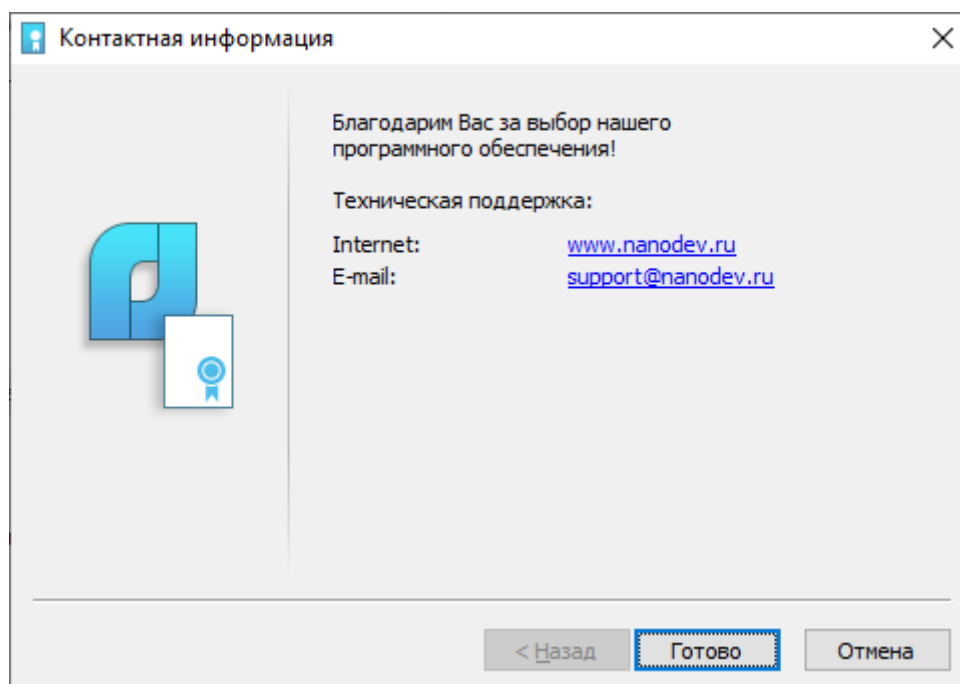 Контактная информация
Благодарим Вас за выбор нашего
программного обеспечения!
Техническая поддержка:
Internet: www.nanodev.ru
E-mail: support@nanodev.ru
< Назад Готово Отмена